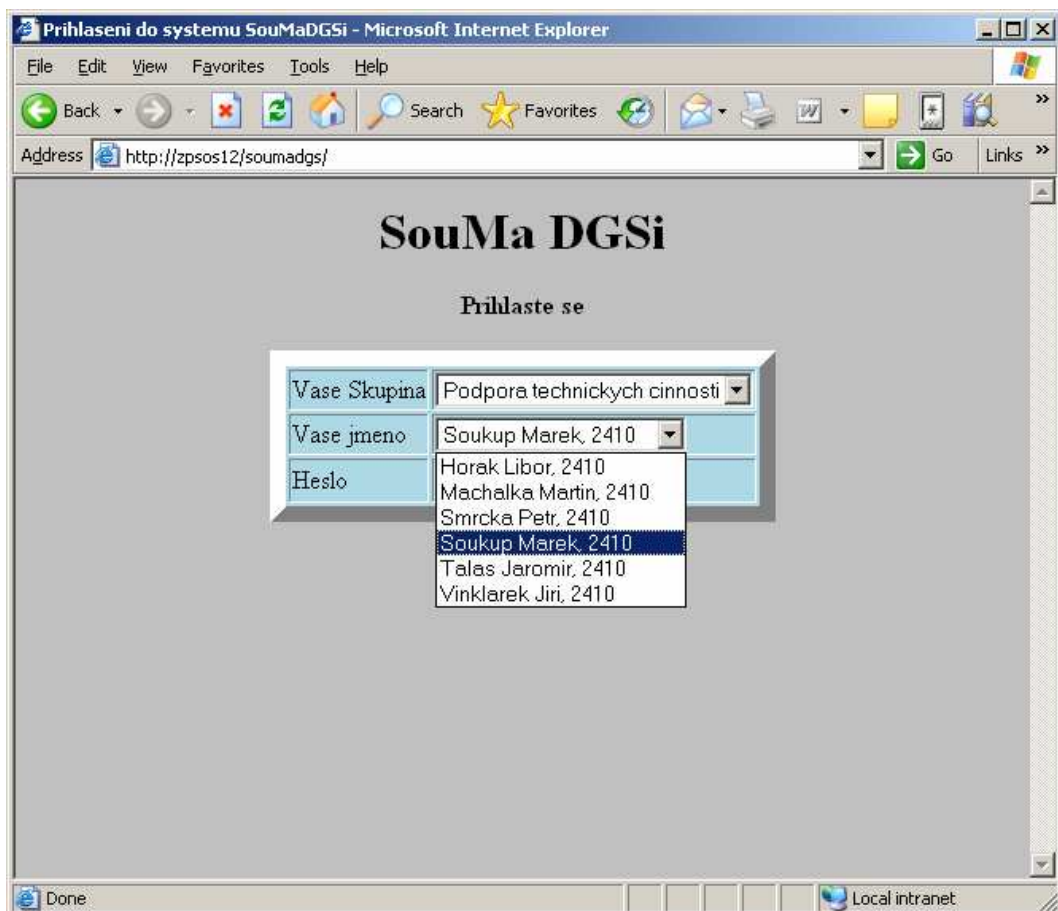 Prihlaseni do systemu SouMaDGSi - Microsoft Internet Explorer
File Edit View Favorites Tools Help
Back Search Favorites »
Address http://zpsos12/soumadgs/ Go Links »
SouMa DGSi
Prihlaste se
Vase Skupina Podpora technickych cinnosti
Vase jmeno Soukup Marek, 2410
Heslo
Horak Libor, 2410
Machalka Martin, 2410
Smrcka Petr, 2410
Soukup Marek, 2410
Talas Jaromir, 2410
Vinklarek Jiri, 2410
Done Local intranet